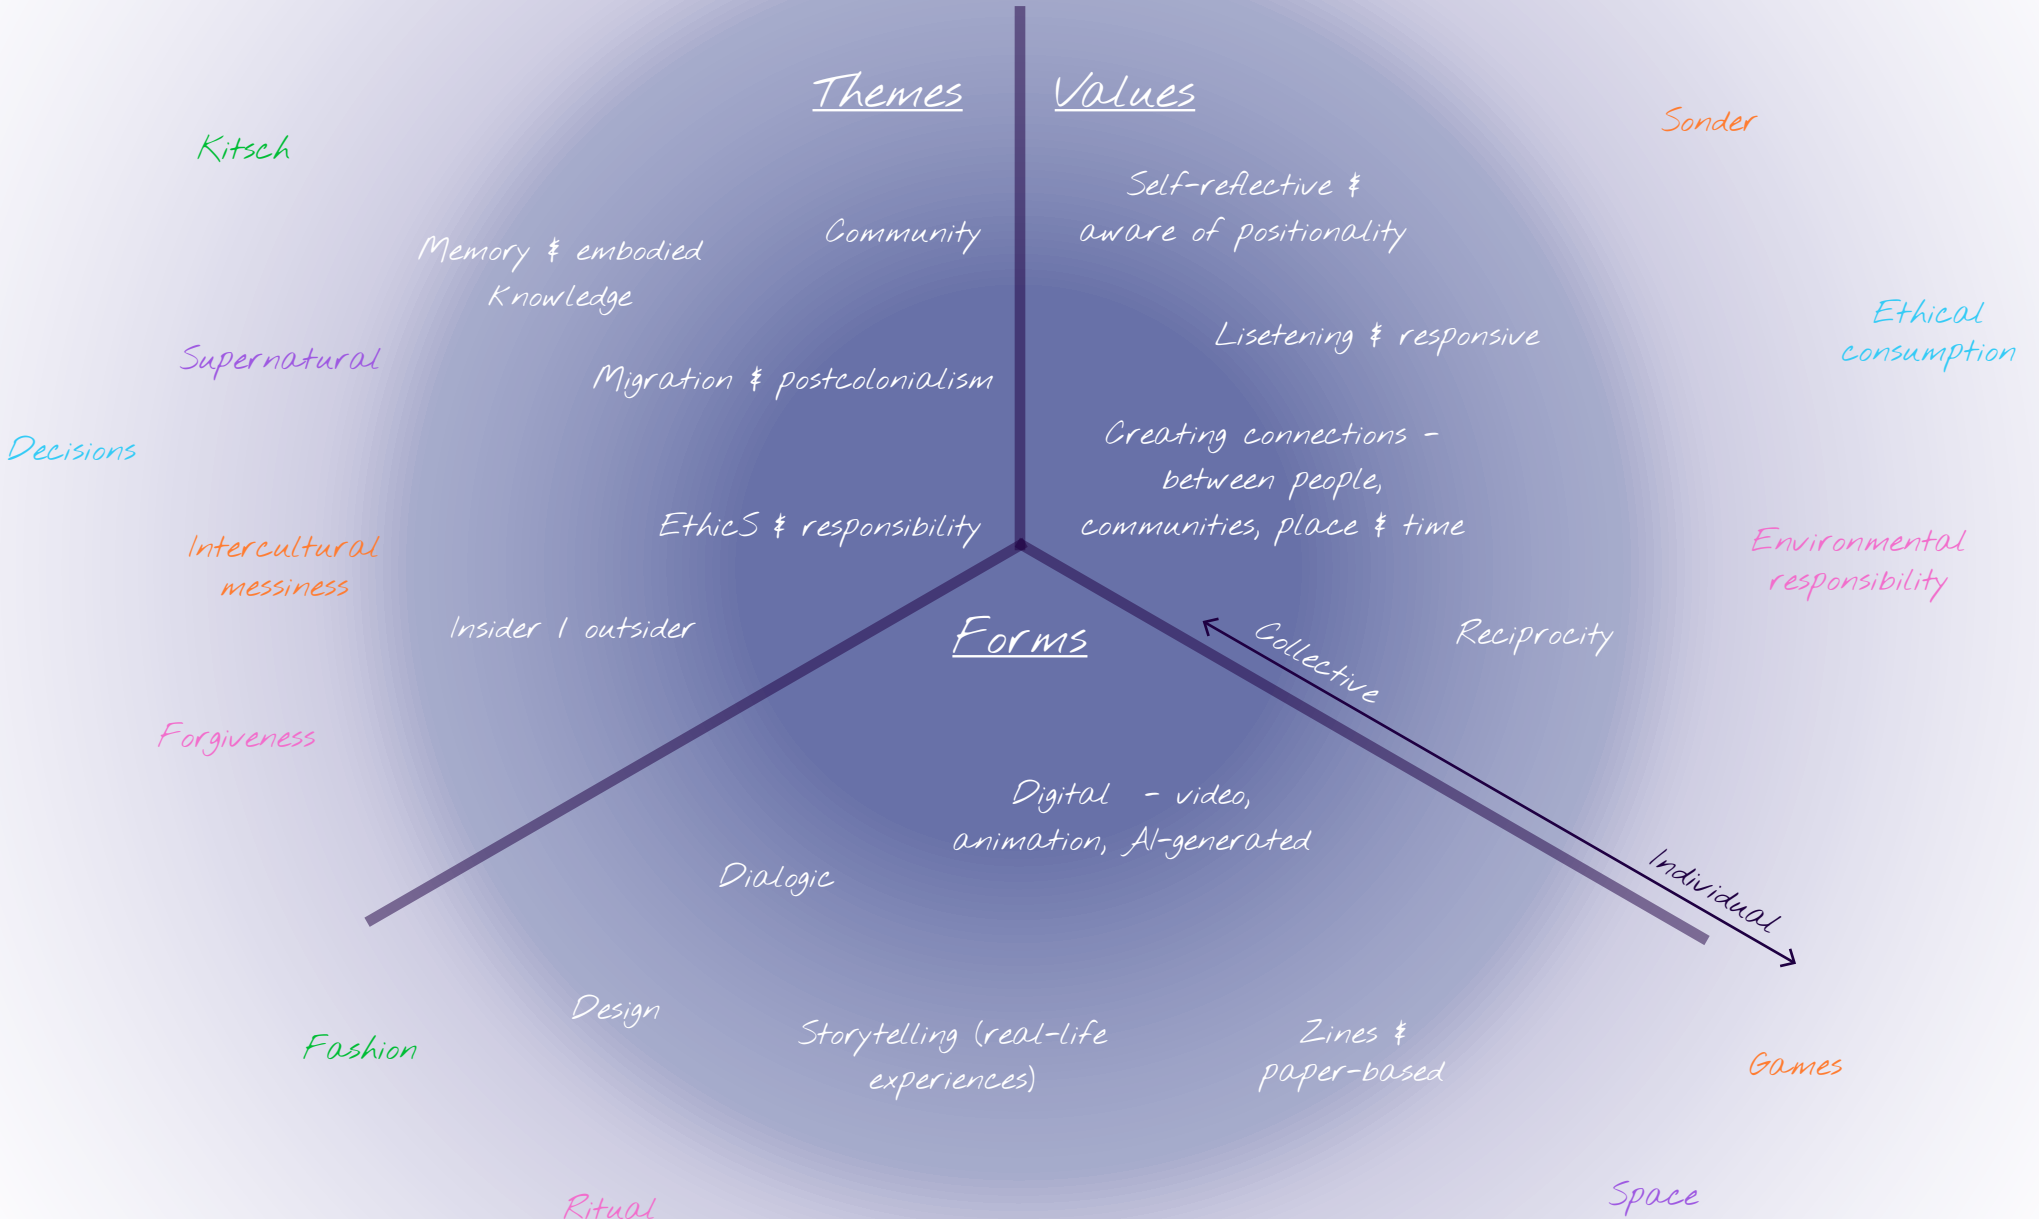 Themes
Values
Sonder
Kitsch
Self-reflective &
aware of positionality
Community
Memory & embodied
Knowledge
Ethical
consumption
Lisetening & responsive
Supernatural
Migration & postcolonialism
Decisions
Creating connections -
between people,
communities, place & time
EthicS & responsibility
Intercultural
messiness
Environmental
responsibility
Insider / outsider
Forms
Collective
Reciprocity
Forgiveness
Digital - video,
animation, AI-generated
Dialogic
Individual
Design
Fashion
Storytelling (real-life
experiences)
Zines &
paper-based
Games
Ritual
Space